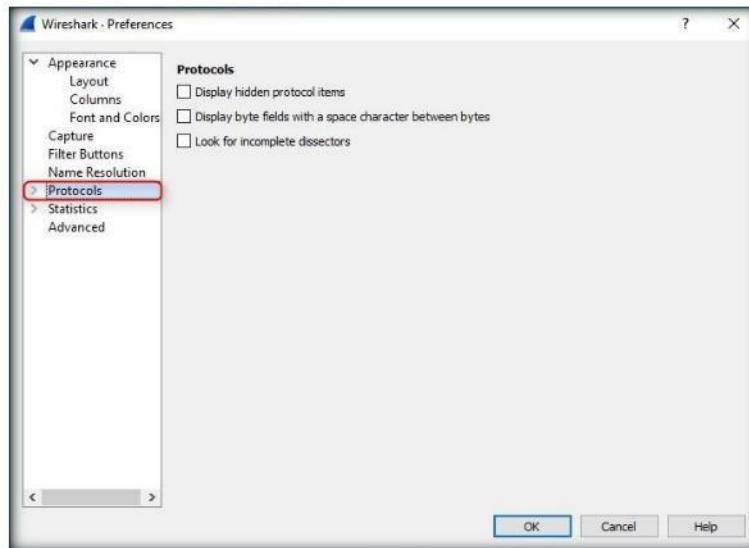 Wireshark · Preferences
Appearance
Layout
Columns
Font and Colors
Capture
Filter Buttons
Name Resolution
Protocols
Statistics
Advanced
Protocols
Display hidden protocol items
Display byte fields with a space character between bytes
Look for incomplete dissectors
OK
Cancel
Help